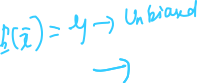 E(x̄) = μ → Unbiased
→